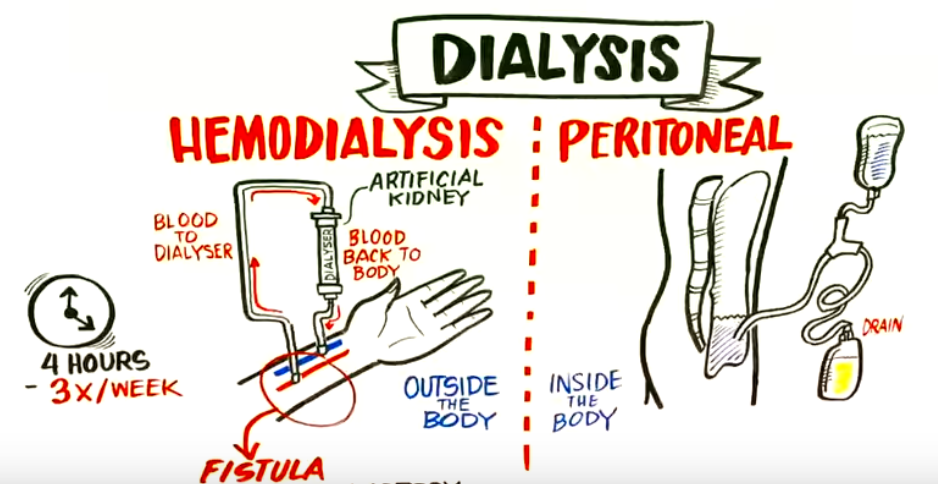 DIALYSIS
HEMODIALYSIS
PERITONEAL
ARTIFICIAL
KIDNEY
BLOOD
TO
DIALYSER
DIALYSER
BLOOD
BACK TO
BODY
4 HOURS
- 3X/WEEK
OUTSIDE
THE
BODY
FISTULA
INSIDE
THE
BODY
DRAIN